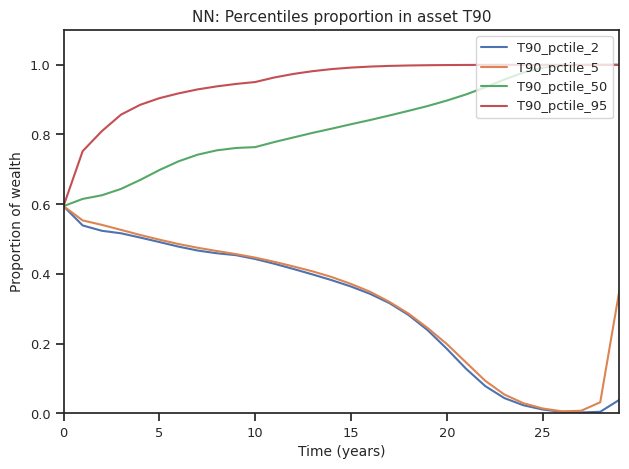 NN: Percentiles proportion in asset T90
T90_pctile_2
T90_pctile_5
T90_pctile_50
T90_pctile_95
Proportion of wealth
1.0
0.8
0.6
0.4
0.2
0.0
0 5 10 15 20 25
Time (years)